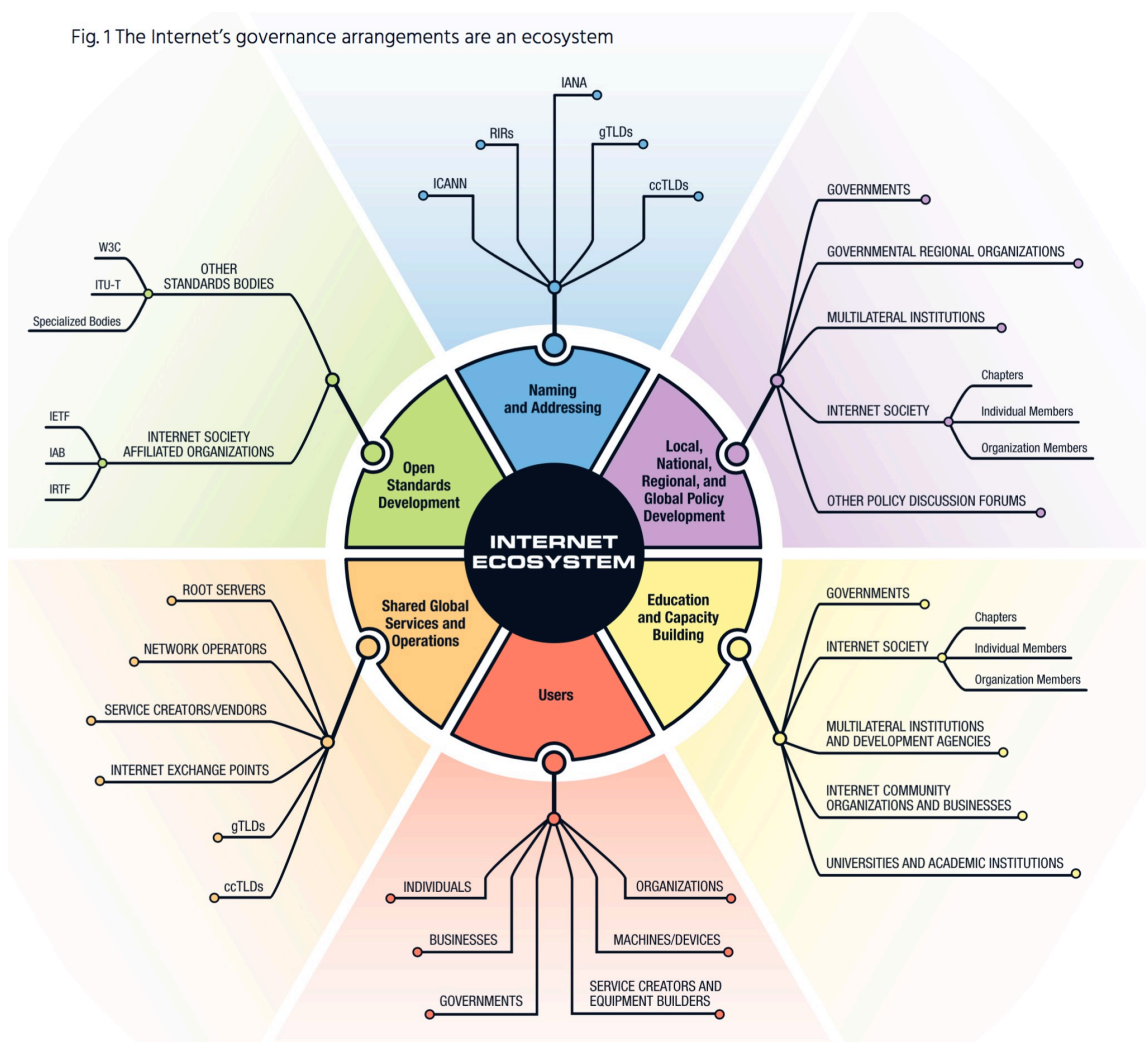 Fig. 1 The Internet's governance arrangements are an ecosystem
IANA
RIRs
gTLDs
ICANN
ccTLDs
Naming
and Addressing
W3C
ITU-T
Specialized Bodies
OTHER
STANDARDS BODIES
IETF
IAB
IRTF
INTERNET SOCIETY
AFFILIATED ORGANIZATIONS
Open
Standards
Development
GOVERNMENTS
GOVERNMENTAL REGIONAL ORGANIZATIONS
MULTILATERAL INSTITUTIONS
INTERNET SOCIETY
Chapters
Individual Members
Organization Members
OTHER POLICY DISCUSSION FORUMS
Local,
National,
Regional, and
Global Policy
Development
INTERNET
ECOSYSTEM
Shared Global
Services and
Operations
ROOT SERVERS
NETWORK OPERATORS
SERVICE CREATORS/VENDORS
INTERNET EXCHANGE POINTS
gTLDs
ccTLDs
Education
and Capacity
Building
GOVERNMENTS
INTERNET SOCIETY
Chapters
Individual Members
Organization Members
MULTILATERAL INSTITUTIONS
AND DEVELOPMENT AGENCIES
INTERNET COMMUNITY
ORGANIZATIONS AND BUSINESSES
UNIVERSITIES AND ACADEMIC INSTITUTIONS
Users
INDIVIDUALS
BUSINESSES
GOVERNMENTS
ORGANIZATIONS
MACHINES/DEVICES
SERVICE CREATORS AND
EQUIPMENT BUILDERS